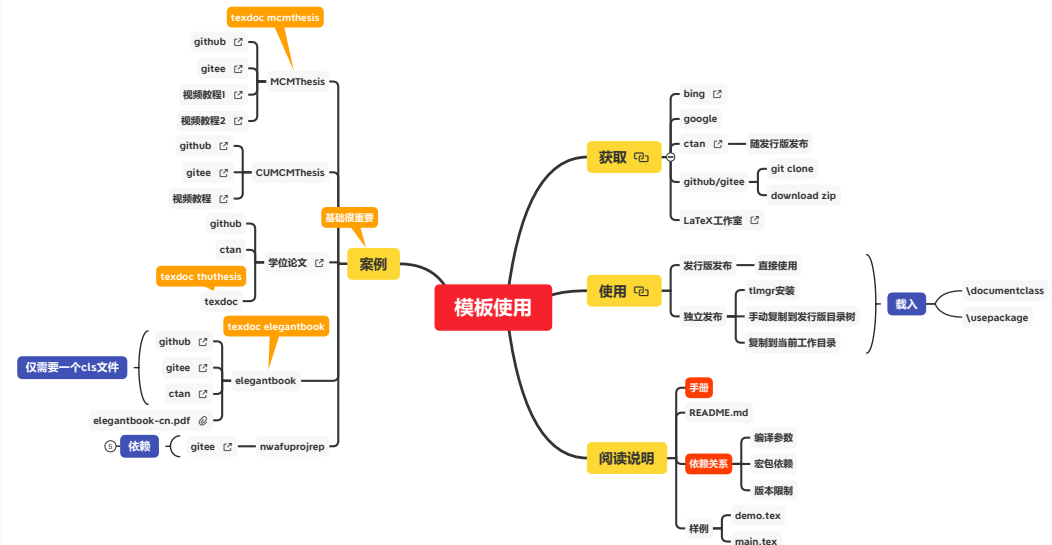 texdoc mcmthesis
github
gitee
视频教程1
视频教程2
MCMThesis
github
gitee
视频教程
CUMCMThesis
基础很重要
github
ctan
texdoc thuthesis
texdoc
学位论文
案例
texdoc elegantbook
仅需要一个cls文件
github
gitee
ctan
elegantbook-cn.pdf
elegantbook
5
依赖
gitee
nwafuprojrep
模板使用
获取
bing
google
ctan
随发行版发布
github/gitee
git clone
download zip
LaTeX工作室
使用
发行版发布
直接使用
独立发布
tlmgr安装
手动复制到发行版目录树
复制到当前工作目录
载入
\documentclass
\usepackage
阅读说明
手册
README.md
依赖关系
编译参数
宏包依赖
版本限制
样例
demo.tex
main.tex